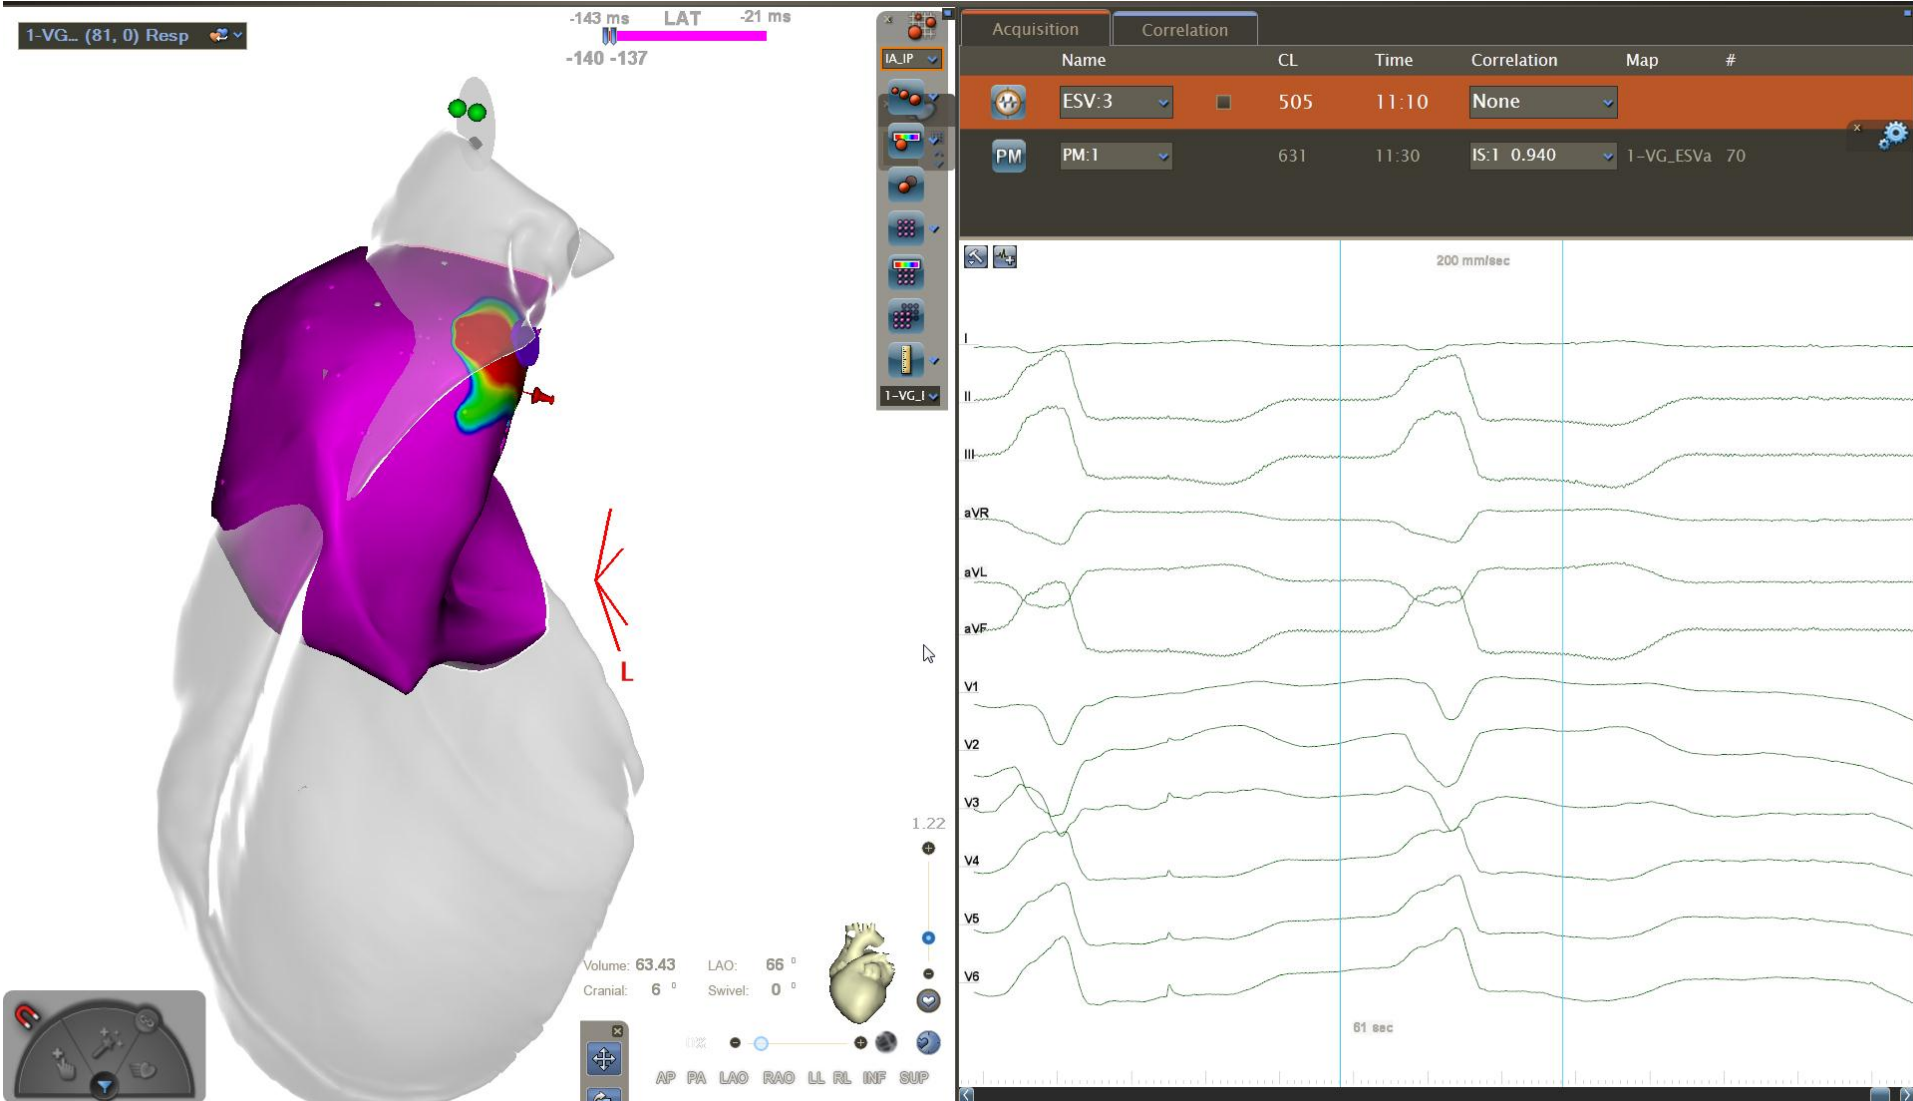 1-VG... (81, 0) Resp
-143 ms LAT -21 ms
-140 -137
IA_IP
1-VG_I
1.22
Volume: 63.43 LAO: 66 °
Cranial: 6 ° Swivel: 0 °
L
AP PA LAO RAO LL RL INF SUP
Acquisition Correlation
Name CL Time Correlation Map #
ESV:3 505 11:10 None
PM PM:1 631 11:30 IS:1 0.940 1-VG_ESVa 70
200 mm/sec
I
II
III
aVR
aVL
aVF
V1
V2
V3
V4
V5
V6
61 sec